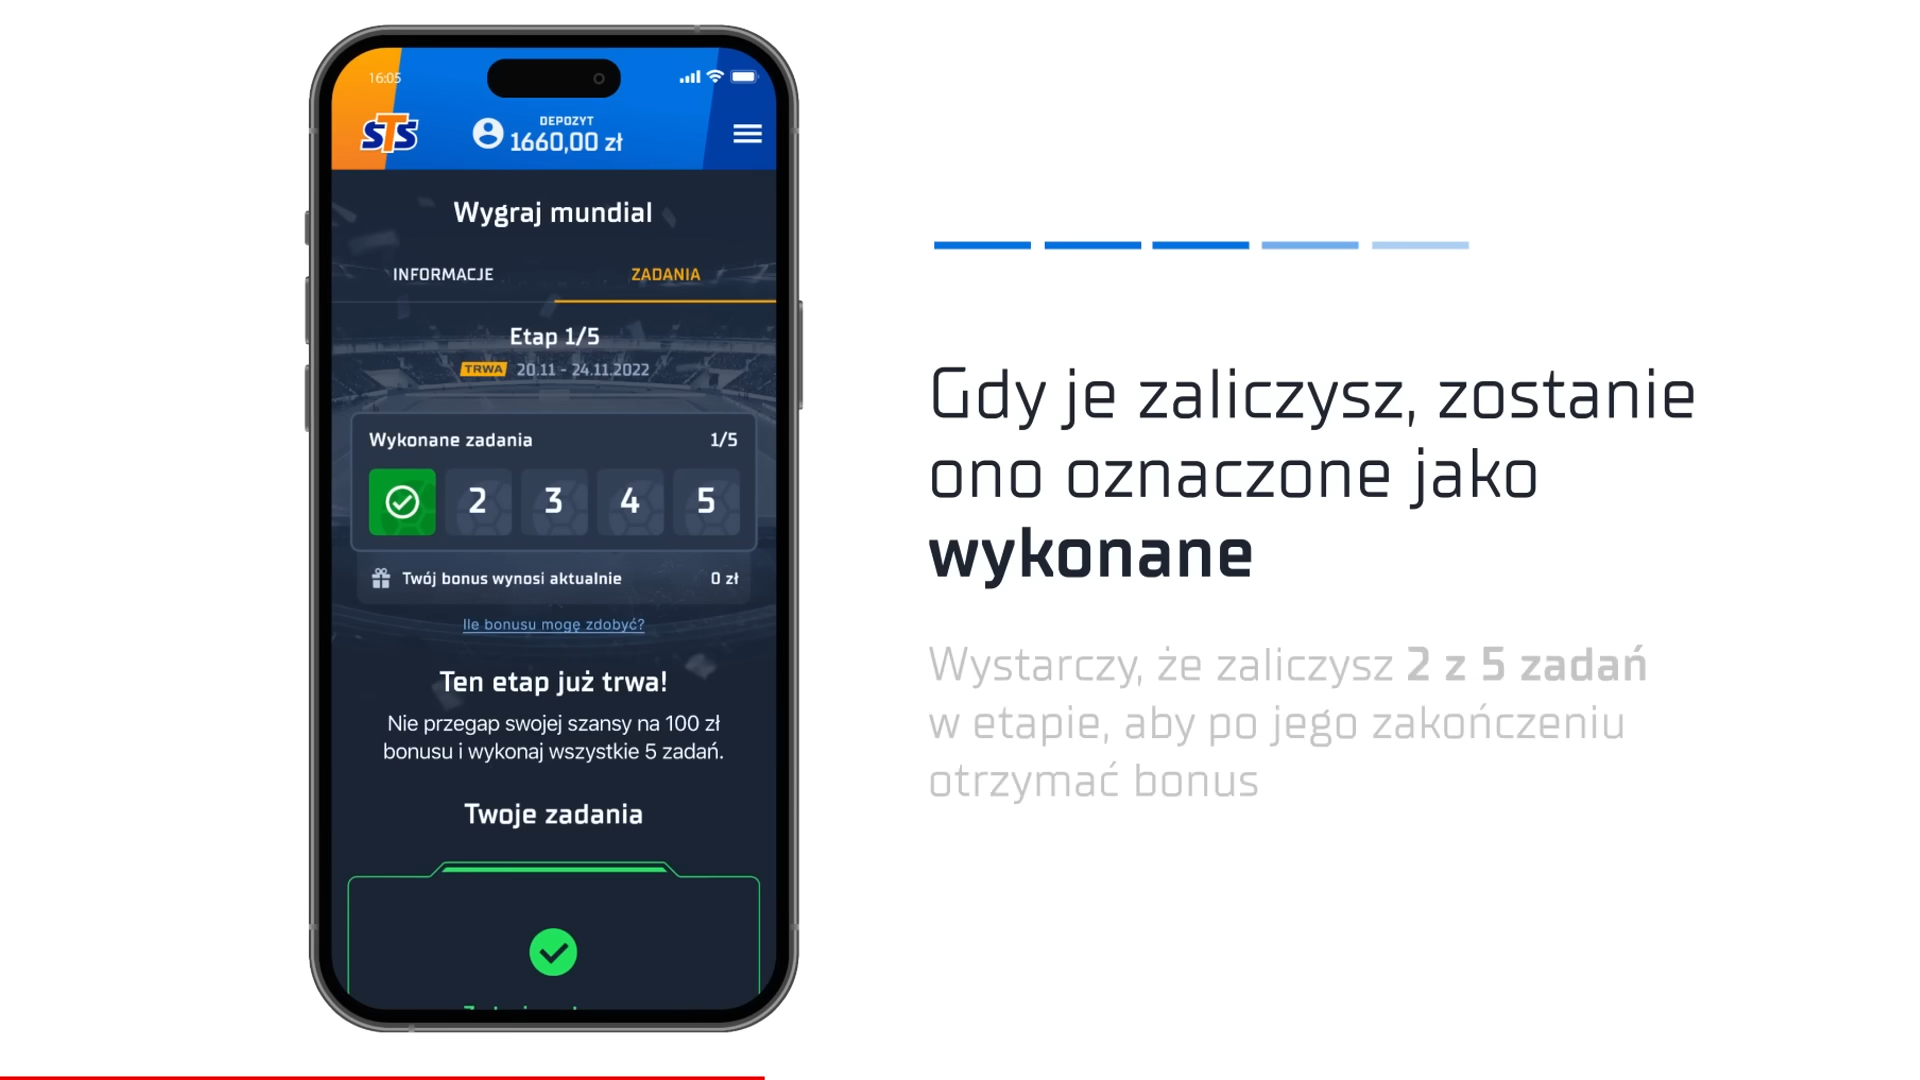 16:05
STS
DEPOZYT
1660,00 zł
Wygraj mundial
INFORMACJE
ZADANIA
Etap 1/5
TRWA 20.11 - 24.11.2022
Wykonane zadania 1/5
2 3 4 5
Twój bonus wynosi aktualnie 0 zł
Ile bonusu mogę zdobyć?
Ten etap już trwa!
Nie przegap swojej szansy na 100 zł
bonusu i wykonaj wszystkie 5 zadań.
Twoje zadania
Gdy je zaliczysz, zostanie
ono oznaczone jako
wykonane
Wystarczy, że zaliczysz 2 z 5 zadań
w etapie, aby po jego zakończeniu
otrzymać bonus